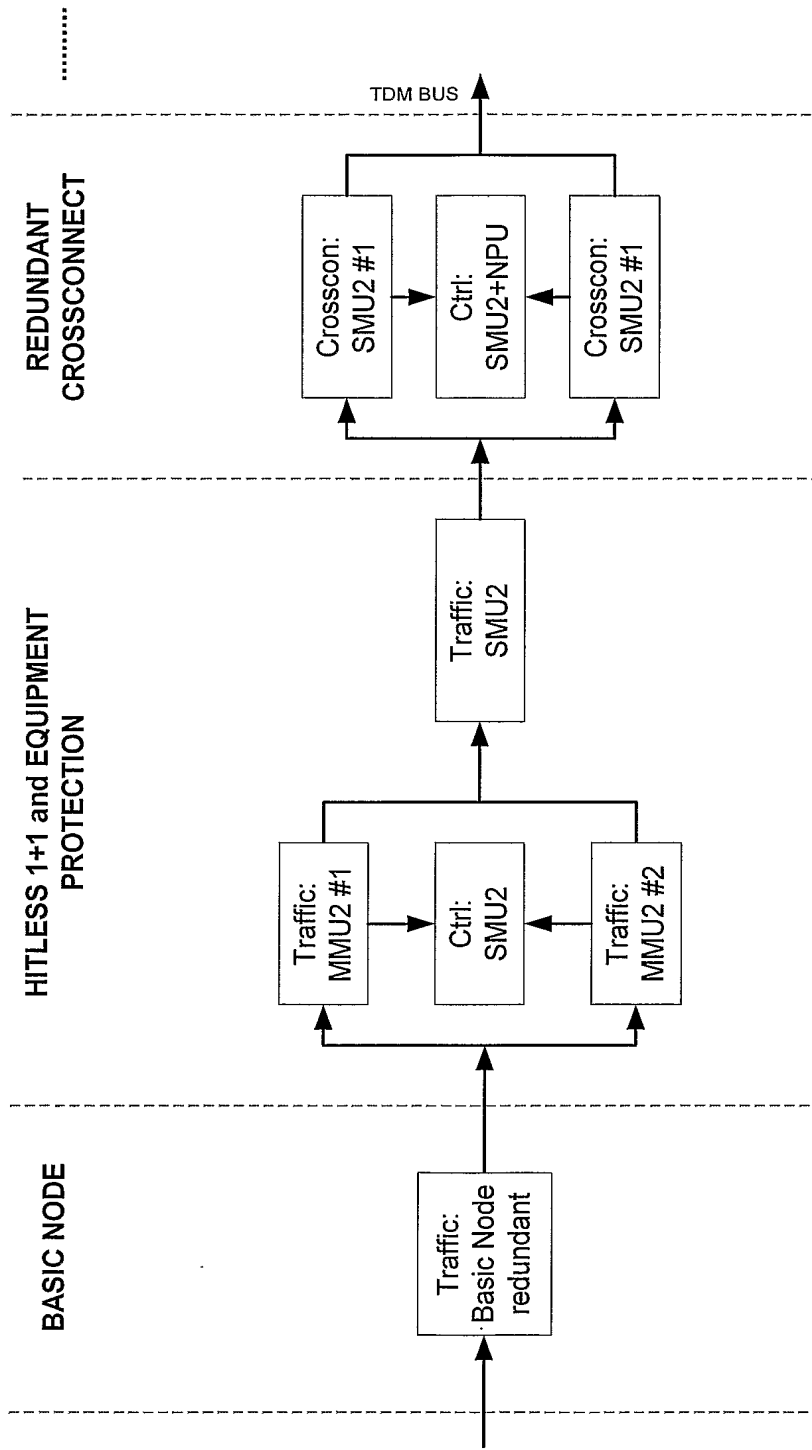 BASIC NODE
Traffic:
Basic Node
redundant
HITLESS 1+1 and EQUIPMENT
PROTECTION
Traffic:
MMU2 #1
Ctrl:
SMU2
Traffic:
MMU2 #2
Traffic:
SMU2
REDUNDANT
CROSSCONNECT
Crosscon:
SMU2 #1
Ctrl:
SMU2+NPU
Crosscon:
SMU2 #1
TDM BUS
..........